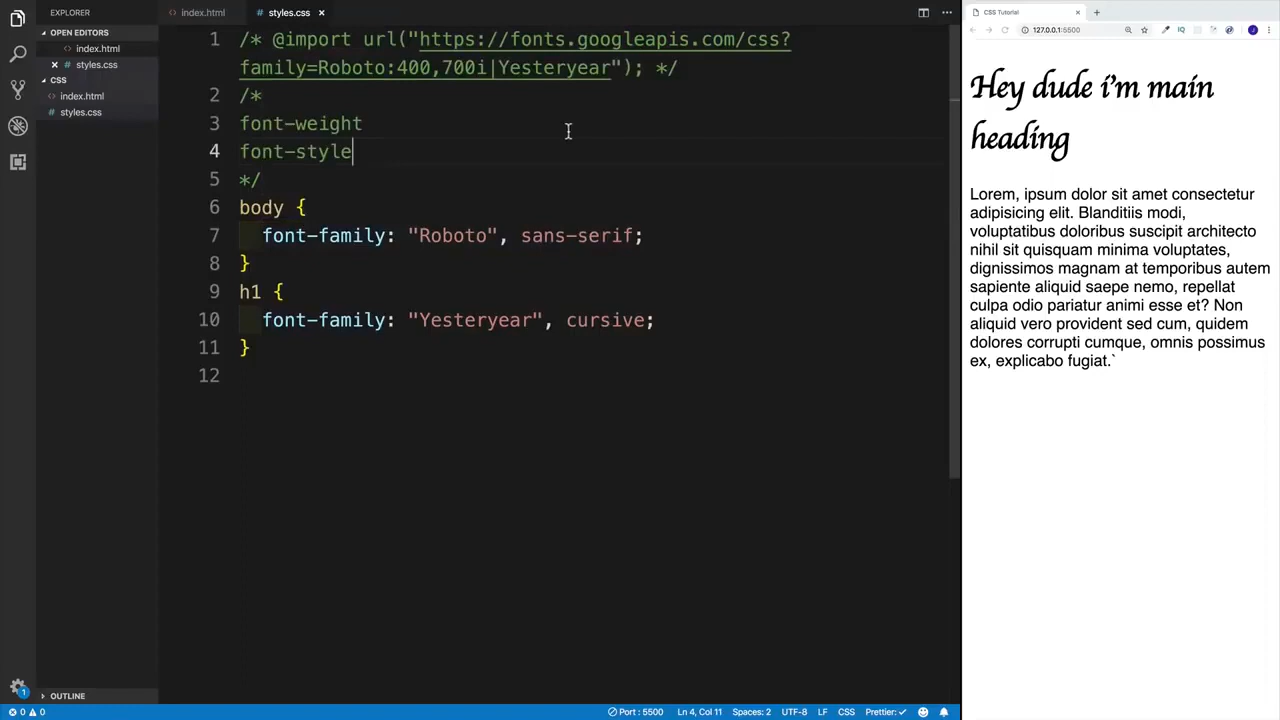 EXPLORER
OPEN EDITORS
index.html
styles.css
CSS
index.html
styles.css
OUTLINE
index.html
styles.css
1 /* @import url("https://fonts.googleapis.com/css?
family=Roboto:400,700i|Yesteryear"); */
2 /*
3 font-weight
4 font-style
5 */
6 body {
7 font-family: "Roboto", sans-serif;
8 }
9 h1 {
10 font-family: "Yesteryear", cursive;
11 }
12
0 0
1
Port : 5500
Ln 4, Col 11
Spaces: 2
UTF-8
LF
CSS
Prettier: ✓
CSS Tutorial
127.0.0.1:5500
Hey dude i'm main
heading
Lorem, ipsum dolor sit amet consectetur
adipisicing elit. Blanditiis modi,
voluptatibus doloribus suscipit architecto
nihil sit quisquam minima voluptates,
dignissimos magnam at temporibus autem
sapiente aliquid saepe nemo, repellat
culpa odio pariatur animi esse et? Non
aliquid vero provident sed cum, quidem
dolores corrupti cumque, omnis possimus
ex, explicabo fugiat.`